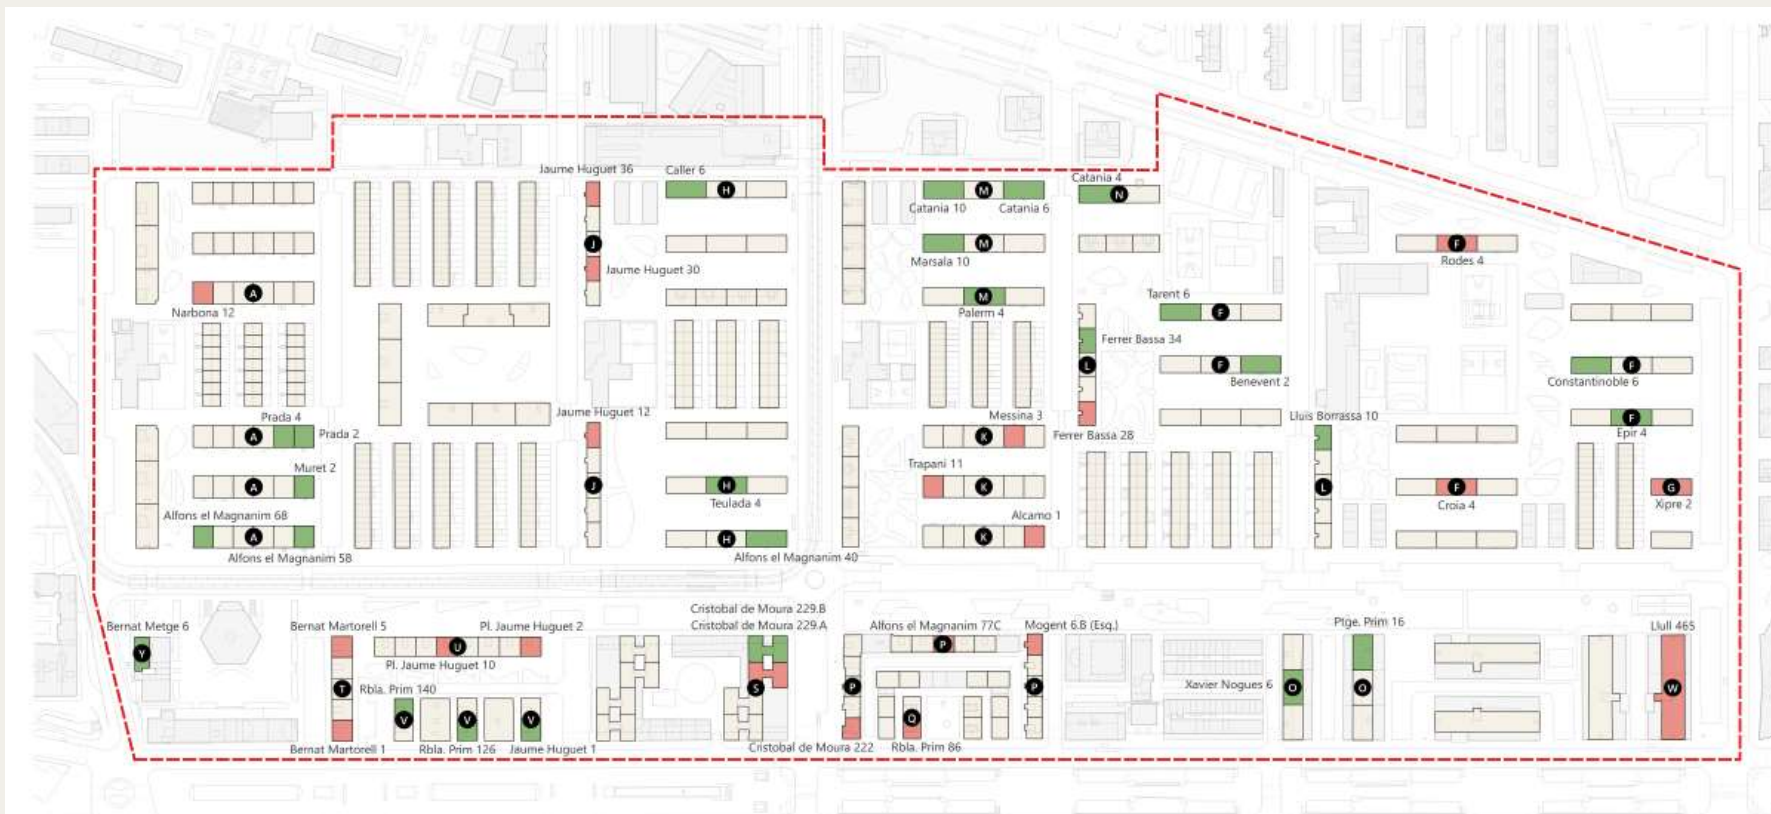 Jaume Huguet 36
Caller 6
Catania 4
H
M
N
Catania 10
Catania 6
J
M
F
Marsala 10
Rodes 4
Jaume Huguet 30
A
Narbona 12
M
Palerm 4
Tarent 6
F
Ferrer Bassa 34
L
F
F
Benevent 2
Constantinoble 6
Prada 4
Jaume Huguet 12
Messina 3
Lluis Borrassa 10
A
Prada 2
K
Ferrer Bassa 28
F
Epir 4
Muret 2
Trapani 11
A
J
H
K
L
F
G
Teulada 4
Croia 4
Xipre 2
Alfons el Magnanim 68
Alcamo 1
A
H
K
Alfons el Magnanim 58
Alfons el Magnanim 40
Cristobal de Moura 229.B
Bernat Metge 6
Bernat Martorell 5
Pl. Jaume Huguet 2
Cristobal de Moura 229.A
Alfons el Magnanim 77C
Mogent 6.B (Esq.)
Ptge. Prim 16
Llull 465
Y
U
P
Pl. Jaume Huguet 10
T
Rbla. Prim 140
S
P
P
Xavier Nogues 6
O
O
W
V
V
V
Q
Bernat Martorell 1
Rbla. Prim 126
Jaume Huguet 1
Cristobal de Moura 222
Rbla. Prim 86